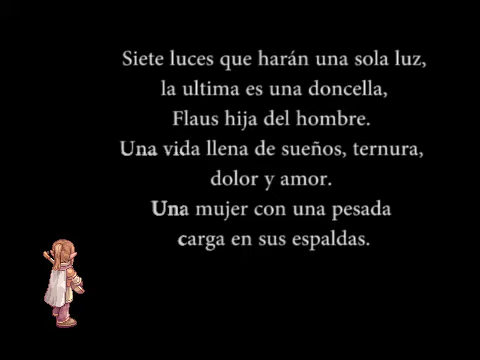 Siete luces que harán una sola luz,
la ultima es una doncella,
Flaus hija del hombre.
Una vida llena de sueños, ternura,
dolor y amor.
Una mujer con una pesada
carga en sus espaldas.